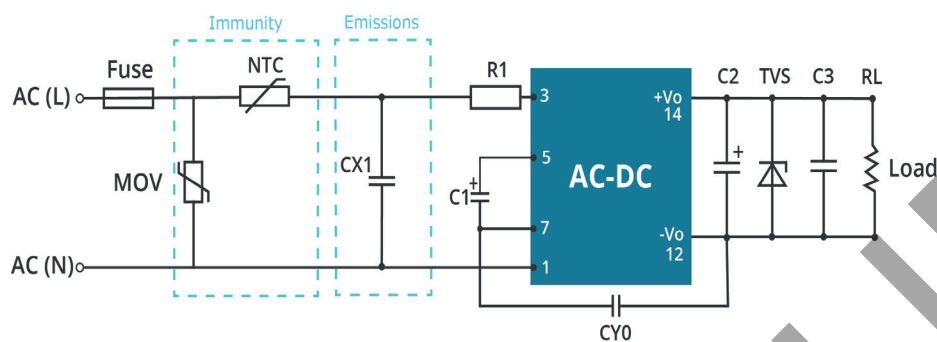 Immunity
Emissions
Fuse
NTC
R1
C2
TVS
C3
RL
AC (L)
3
+Vo
14
5
+
MOV
CX1
C1
+
AC-DC
Load
7
-Vo
12
AC (N)
1
CY0